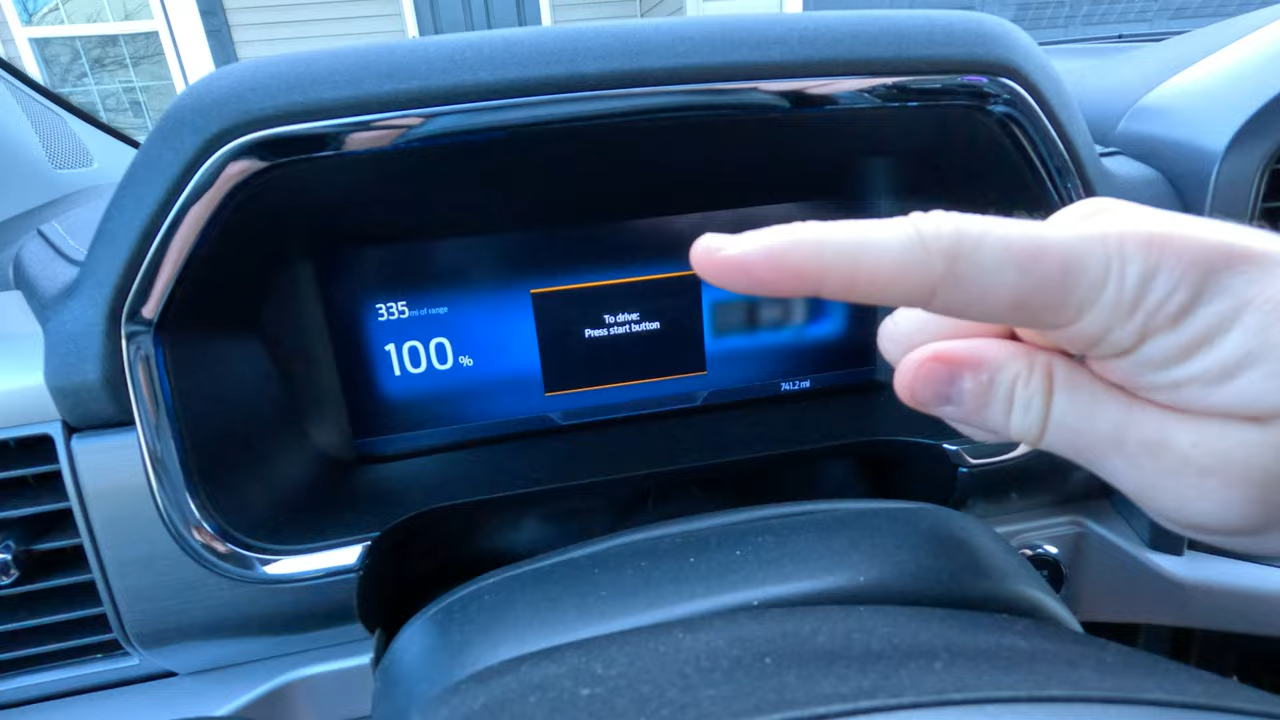 335 mi of range
100 %
To drive:
Press start button
741.2 mi